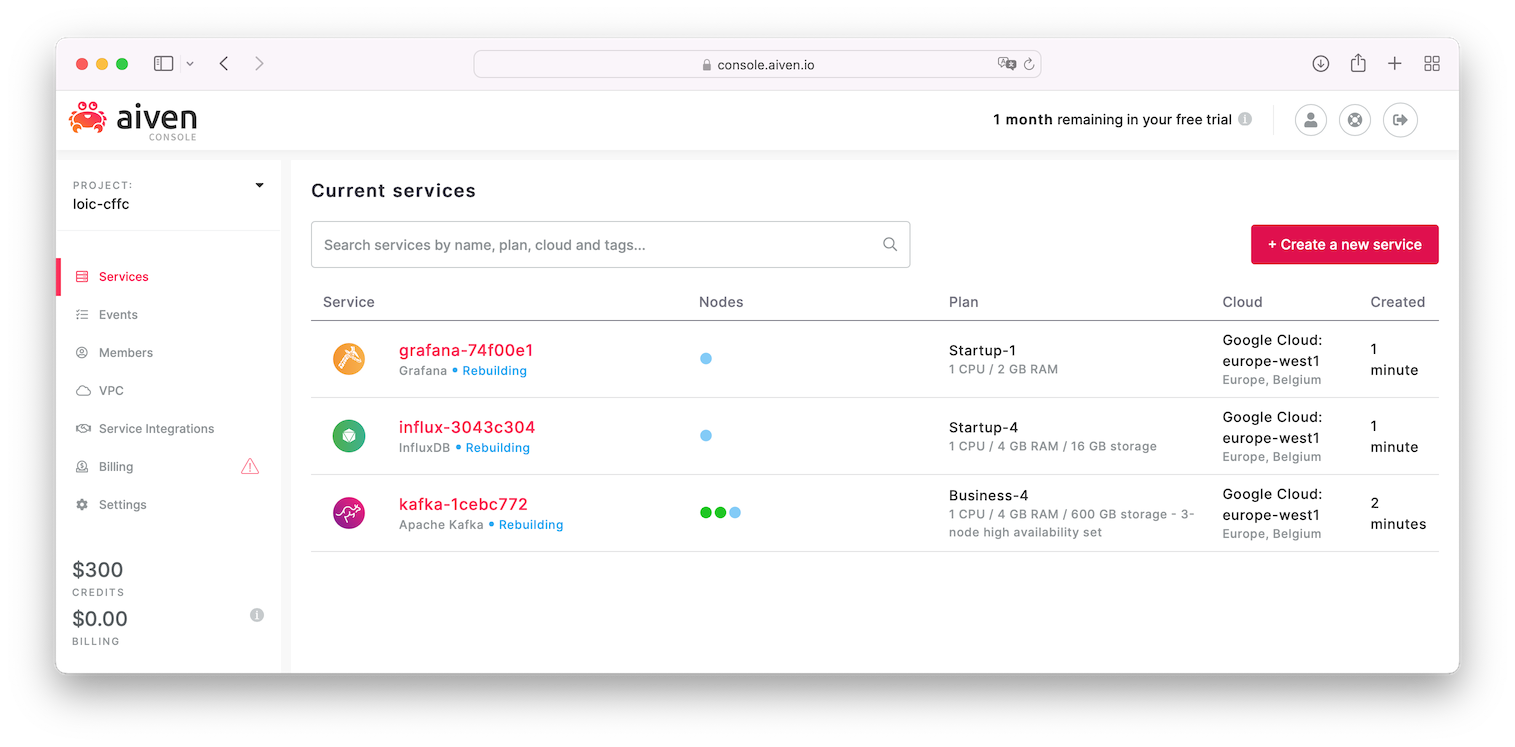 console.aiven.io
aiven
CONSOLE
1 month remaining in your free trial
PROJECT:
loic-cffc
Services
Events
Members
VPC
Service Integrations
Billing
Settings
$300
CREDITS
$0.00
BILLING
Current services
Search services by name, plan, cloud and tags...
+ Create a new service
Service Nodes Plan Cloud Created
grafana-74f00e1
Grafana • Rebuilding
Startup-1
1 CPU / 2 GB RAM
Google Cloud:
europe-west1
Europe, Belgium
1
minute
influx-3043c304
InfluxDB • Rebuilding
Startup-4
1 CPU / 4 GB RAM / 16 GB storage
Google Cloud:
europe-west1
Europe, Belgium
1
minute
kafka-1cebc772
Apache Kafka • Rebuilding
Business-4
1 CPU / 4 GB RAM / 600 GB storage - 3-
node high availability set
Google Cloud:
europe-west1
Europe, Belgium
2
minutes